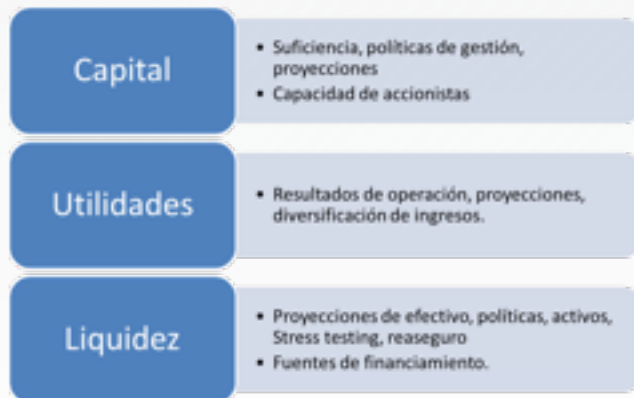 Capital
• Suficiencia, políticas de gestión,
proyecciones
• Capacidad de accionistas
Utilidades
• Resultados de operación, proyecciones,
diversificación de ingresos.
Liquidez
• Proyecciones de efectivo, políticas, activos,
Stress testing, reaseguro
• Fuentes de financiamiento.